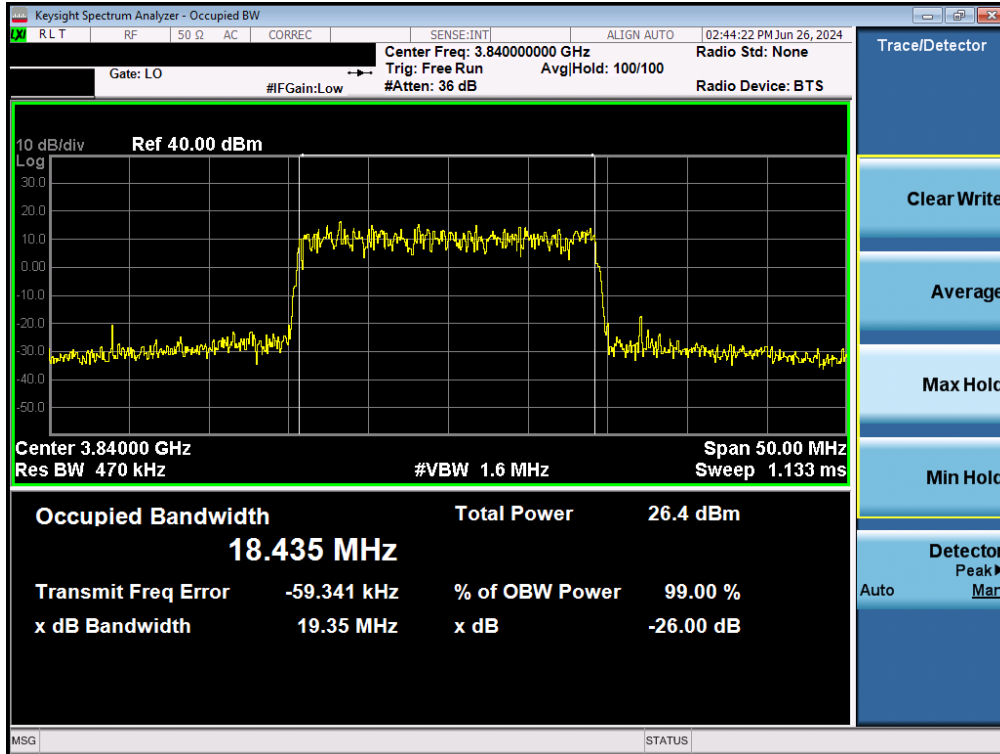 Keysight Spectrum Analyzer - Occupied BW
LXI RLT RF 50 Ω AC CORREC SENSE:INT ALIGN AUTO 02:44:22 PM Jun 26, 2024
Center Freq: 3.840000000 GHz Radio Std: None
Gate: LO Trig: Free Run Avg|Hold: 100/100
#IFGain:Low #Atten: 36 dB Radio Device: BTS
Trace/Detector
10 dB/div Ref 40.00 dBm
Log
30.0
20.0
10.0
0.00
-10.0
-20.0
-30.0
-40.0
-50.0
Center 3.84000 GHz Span 50.00 MHz
Res BW 470 kHz #VBW 1.6 MHz Sweep 1.133 ms
Occupied Bandwidth Total Power 26.4 dBm
18.435 MHz
Transmit Freq Error -59.341 kHz % of OBW Power 99.00 %
x dB Bandwidth 19.35 MHz x dB -26.00 dB
Clear Write
Average
Max Hold
Min Hold
Detector
Peak
Auto Man
MSG STATUS